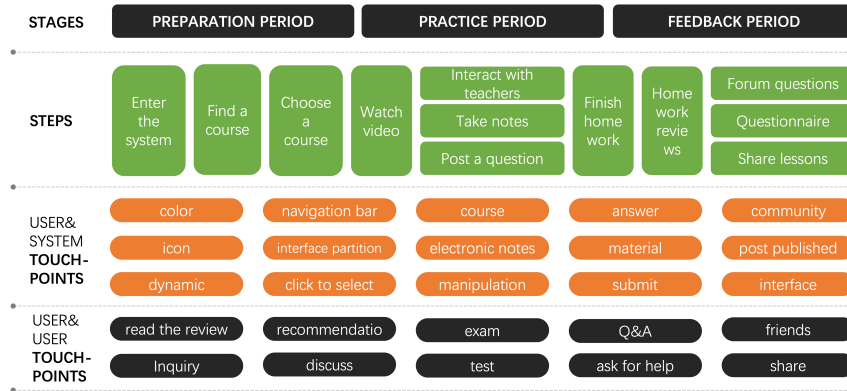 STAGES
PREPARATION PERIOD
PRACTICE PERIOD
FEEDBACK PERIOD
STEPS
Enter
the
system
Find a
course
Choose
a
course
Watch
video
Interact with
teachers
Take notes
Post a question
Finish
home
work
Home
work
revie
ws
Forum questions
Questionnaire
Share lessons
USER&
SYSTEM
TOUCH-
POINTS
color
navigation bar
course
answer
community
icon
interface partition
electronic notes
material
post published
dynamic
click to select
manipulation
submit
interface
USER&
USER
TOUCH-
POINTS
read the review
recommendatio
exam
Q&A
friends
Inquiry
discuss
test
ask for help
share